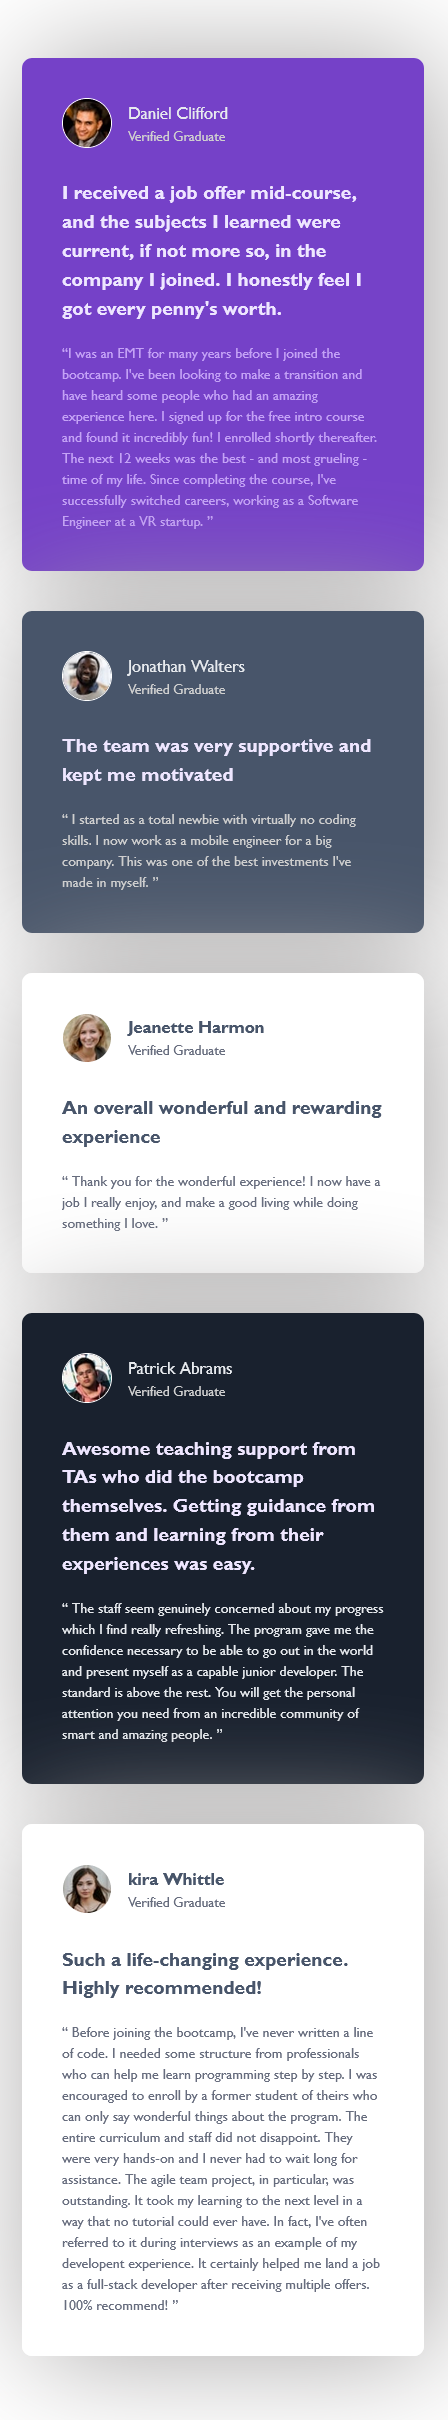 Daniel Clifford
Verified Graduate
I received a job offer mid-course,
and the subjects I learned were
current, if not more so, in the
company I joined. I honestly feel I
got every penny's worth.
“I was an EMT for many years before I joined the
bootcamp. I've been looking to make a transition and
have heard some people who had an amazing
experience here. I signed up for the free intro course
and found it incredibly fun! I enrolled shortly thereafter.
The next 12 weeks was the best - and most grueling -
time of my life. Since completing the course, I've
successfully switched careers, working as a Software
Engineer at a VR startup. ”
Jonathan Walters
Verified Graduate
The team was very supportive and
kept me motivated
“ I started as a total newbie with virtually no coding
skills. I now work as a mobile engineer for a big
company. This was one of the best investments I've
made in myself. ”
Jeanette Harmon
Verified Graduate
An overall wonderful and rewarding
experience
“ Thank you for the wonderful experience! I now have a
job I really enjoy, and make a good living while doing
something I love. ”
Patrick Abrams
Verified Graduate
Awesome teaching support from
TAs who did the bootcamp
themselves. Getting guidance from
them and learning from their
experiences was easy.
“ The staff seem genuinely concerned about my progress
which I find really refreshing. The program gave me the
confidence necessary to be able to go out in the world
and present myself as a capable junior developer. The
standard is above the rest. You will get the personal
attention you need from an incredible community of
smart and amazing people. ”
kira Whittle
Verified Graduate
Such a life-changing experience.
Highly recommended!
“ Before joining the bootcamp, I've never written a line
of code. I needed some structure from professionals
who can help me learn programming step by step. I was
encouraged to enroll by a former student of theirs who
can only say wonderful things about the program. The
entire curriculum and staff did not disappoint. They
were very hands-on and I never had to wait long for
assistance. The agile team project, in particular, was
outstanding. It took my learning to the next level in a
way that no tutorial could ever have. In fact, I've often
referred to it during interviews as an example of my
developent experience. It certainly helped me land a job
as a full-stack developer after receiving multiple offers.
100% recommend! ”